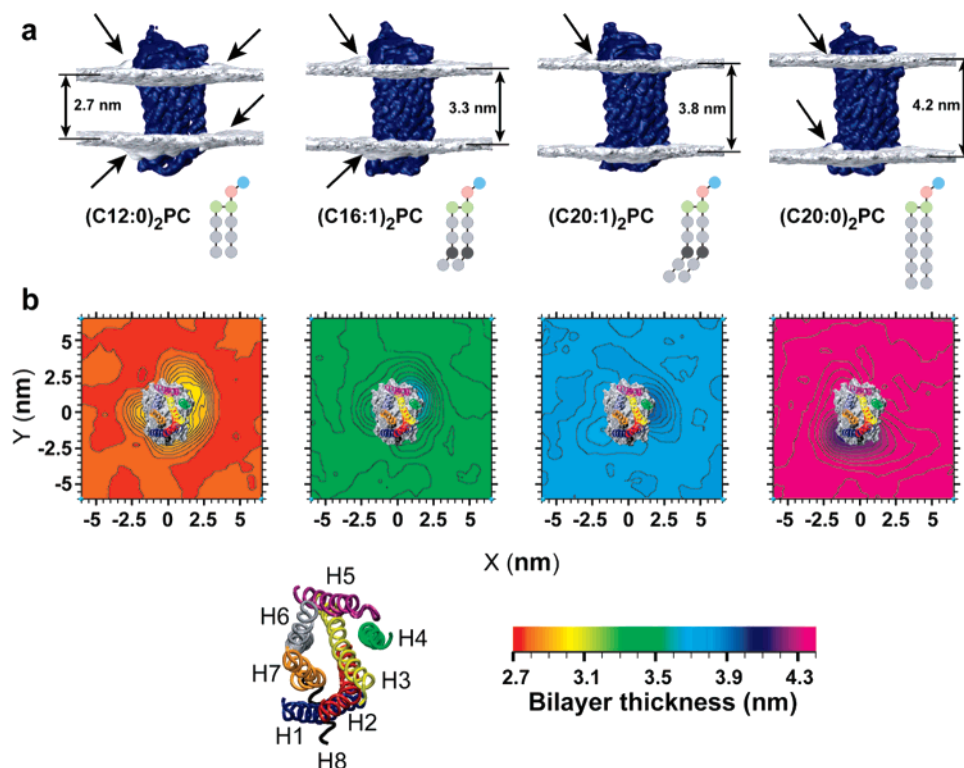 a
2.7 nm
3.3 nm
3.8 nm
4.2 nm
(C12:0)2PC
(C16:1)2PC
(C20:1)2PC
(C20:0)2PC
b
Y (nm)
5
2.5
0
-2.5
-5
-5 -2.5 0 2.5 5
-5 -2.5 0 2.5 5
-5 -2.5 0 2.5 5
-5 -2.5 0 2.5 5
X (nm)
H5
H6
H4
H7
H3
H2
H1
H8
2.7 3.1 3.5 3.9 4.3
Bilayer thickness (nm)